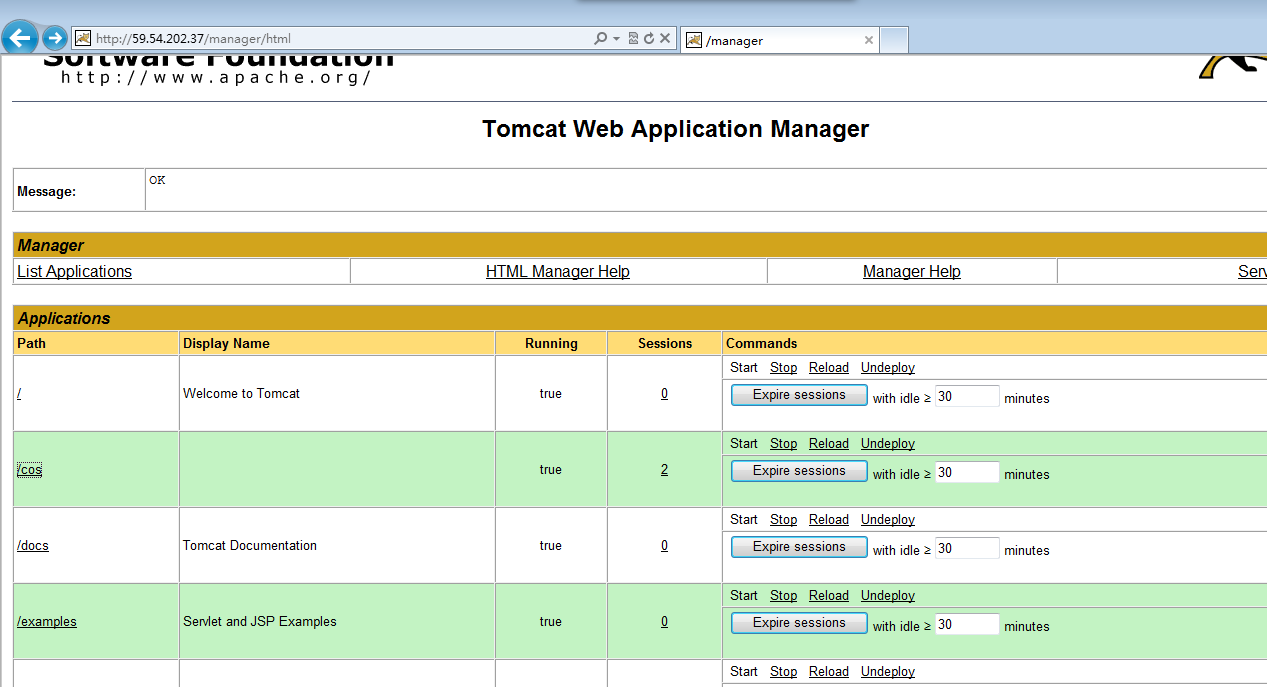 http://59.54.202.37/manager/html
/manager
Software Foundation
http://www.apache.org/
Tomcat Web Application Manager
Message:
OK
Manager
List Applications HTML Manager Help Manager Help Serv
Applications
Path Display Name Running Sessions Commands
Start Stop Reload Undeploy
/ Welcome to Tomcat true 0
Expire sessions with idle ≥ 30 minutes
Start Stop Reload Undeploy
/cos true 2
Expire sessions with idle ≥ 30 minutes
Start Stop Reload Undeploy
/docs Tomcat Documentation true 0
Expire sessions with idle ≥ 30 minutes
Start Stop Reload Undeploy
/examples Servlet and JSP Examples true 0
Expire sessions with idle ≥ 30 minutes
Start Stop Reload Undeploy